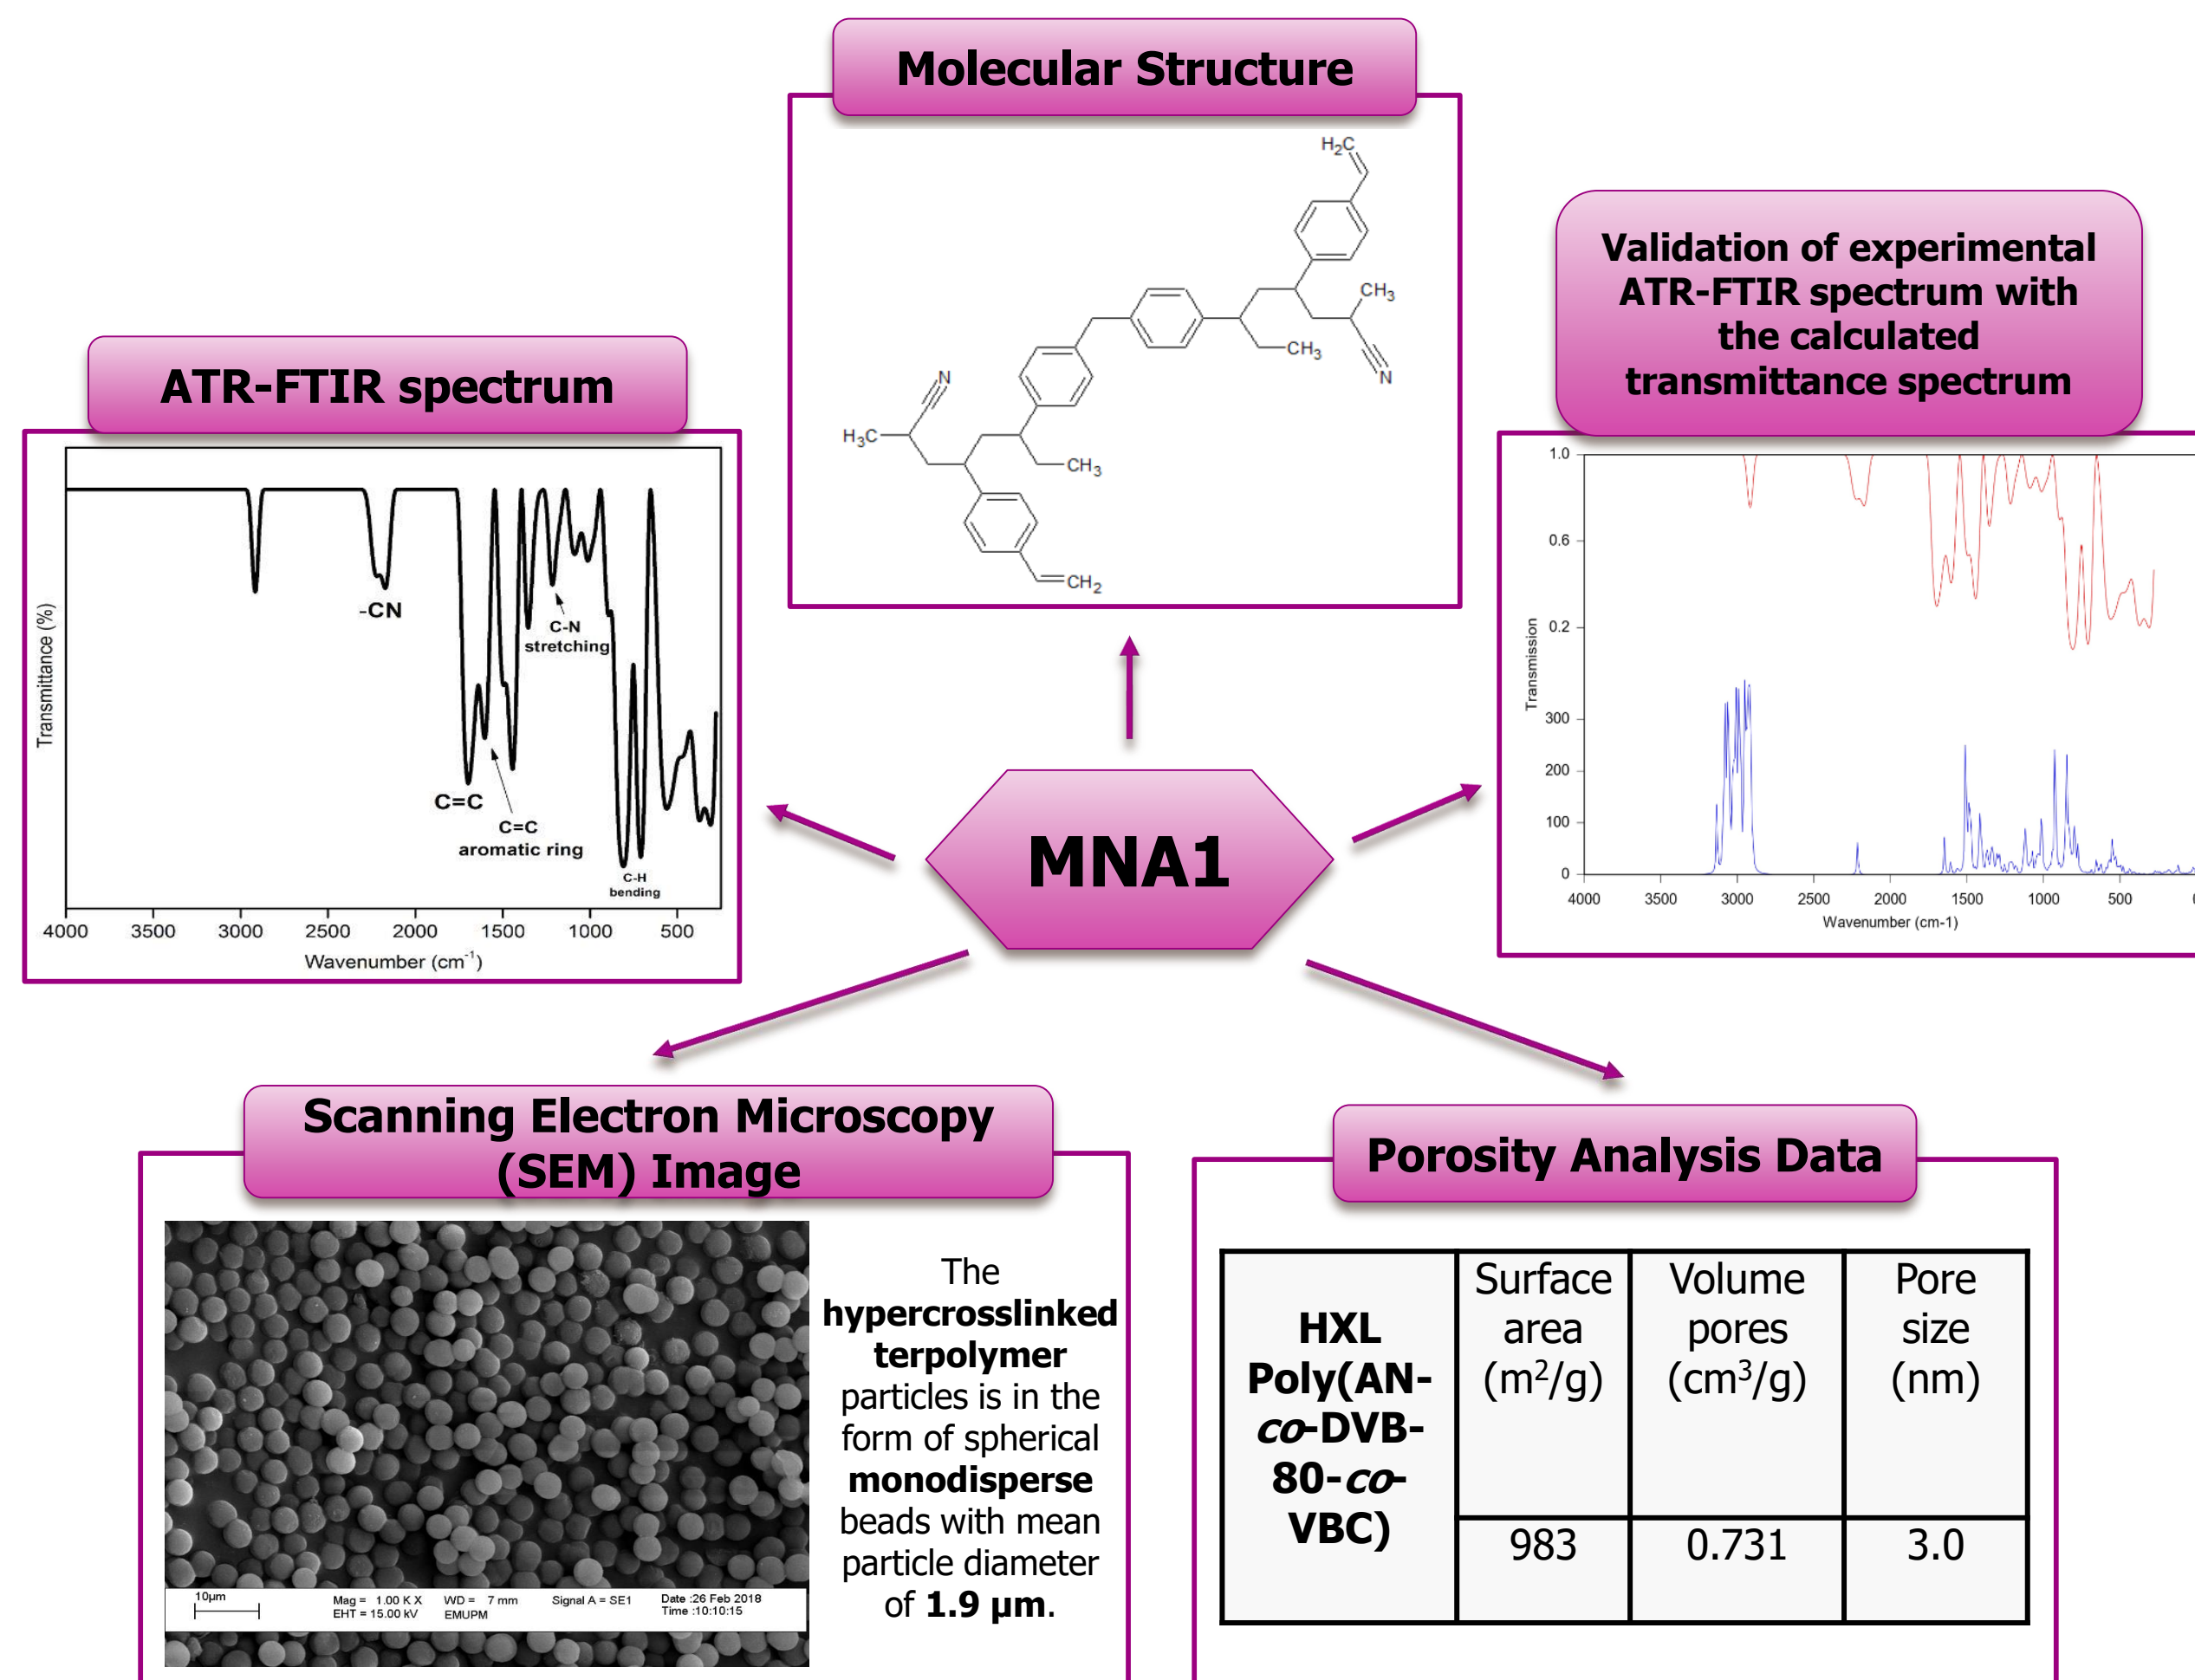 Molecular Structure
H₂C
CH₃
CH₃
N
N
H₃C
CH₃
CH₂
Validation of experimental
ATR-FTIR spectrum with
the calculated
transmittance spectrum
1.0
0.6
0.2
300
200
100
0
Transmission
4000 3500 3000 2500 2000 1500 1000 500
Wavenumber (cm-1)
ATR-FTIR spectrum
Transmittance (%)
-CN
C-N
stretching
C=C
C=C
aromatic ring
C-H
bending
4000 3500 3000 2500 2000 1500 1000 500
Wavenumber (cm⁻¹)
MNA1
Scanning Electron Microscopy
(SEM) Image
10µm
Mag = 1.00 K X WD = 7 mm Signal A = SE1 Date :26 Feb 2018
EHT = 15.00 kV EMUPM Time :10:10:15
The
hypercrosslinked
terpolymer
particles is in the
form of spherical
monodisperse
beads with mean
particle diameter
of 1.9 µm.
Porosity Analysis Data
HXL
Poly(AN-
co-DVB-
80-co-
VBC)
Surface
area
(m²/g)
Volume
pores
(cm³/g)
Pore
size
(nm)
983
0.731
3.0